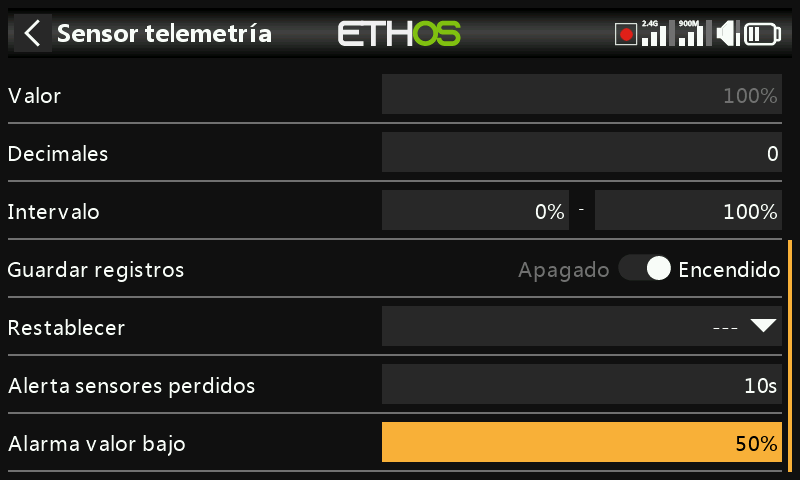 Sensor telemetría ETHOS 2.4G 900M
Valor 100%
Decimales 0
Intervalo 0% - 100%
Guardar registros Apagado Encendido
Restablecer ---
Alerta sensores perdidos 10s
Alarma valor bajo 50%